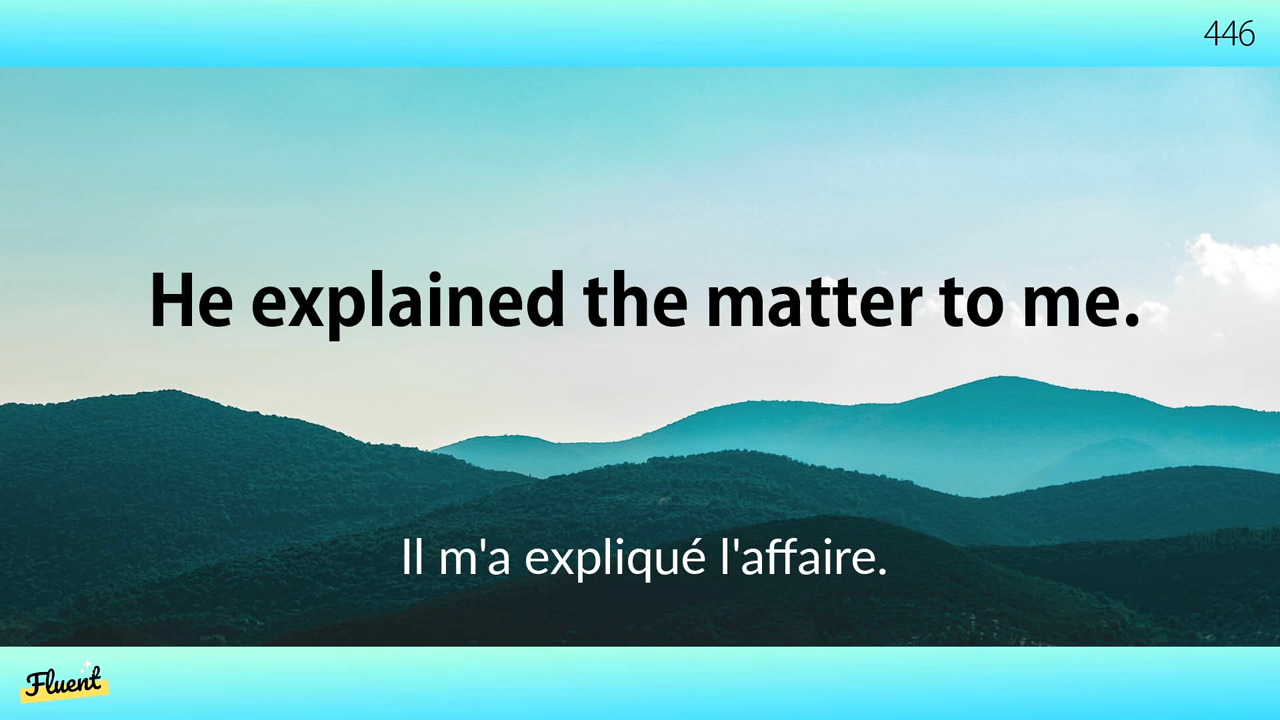 446
He explained the matter to me.
Il m'a expliqué l'affaire.
Fluent